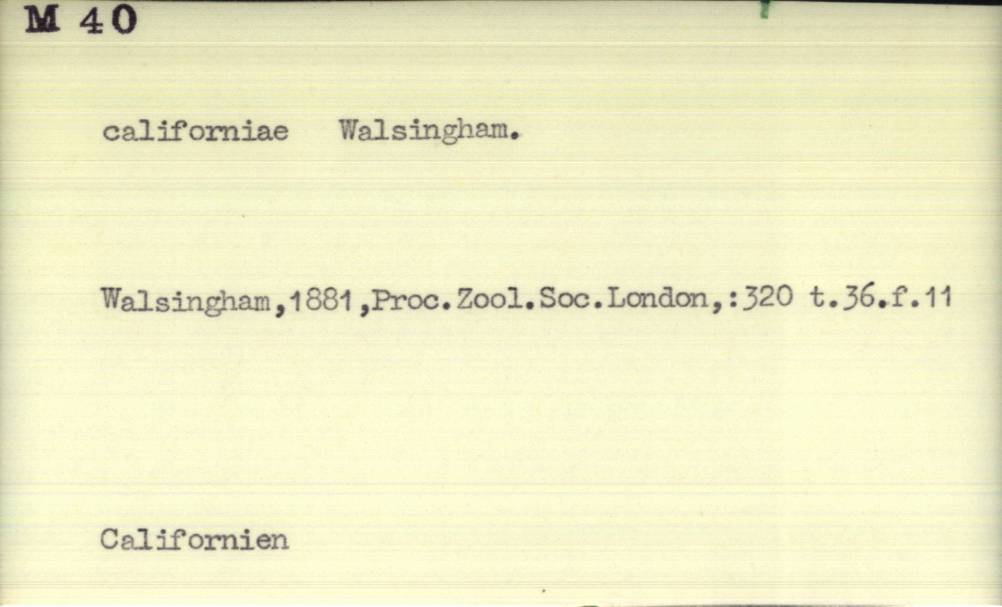 M 40
californiae Walsingham.
Walsingham,1881,Proc.Zool.Soc.London,:320 t.36.f.11
Californien